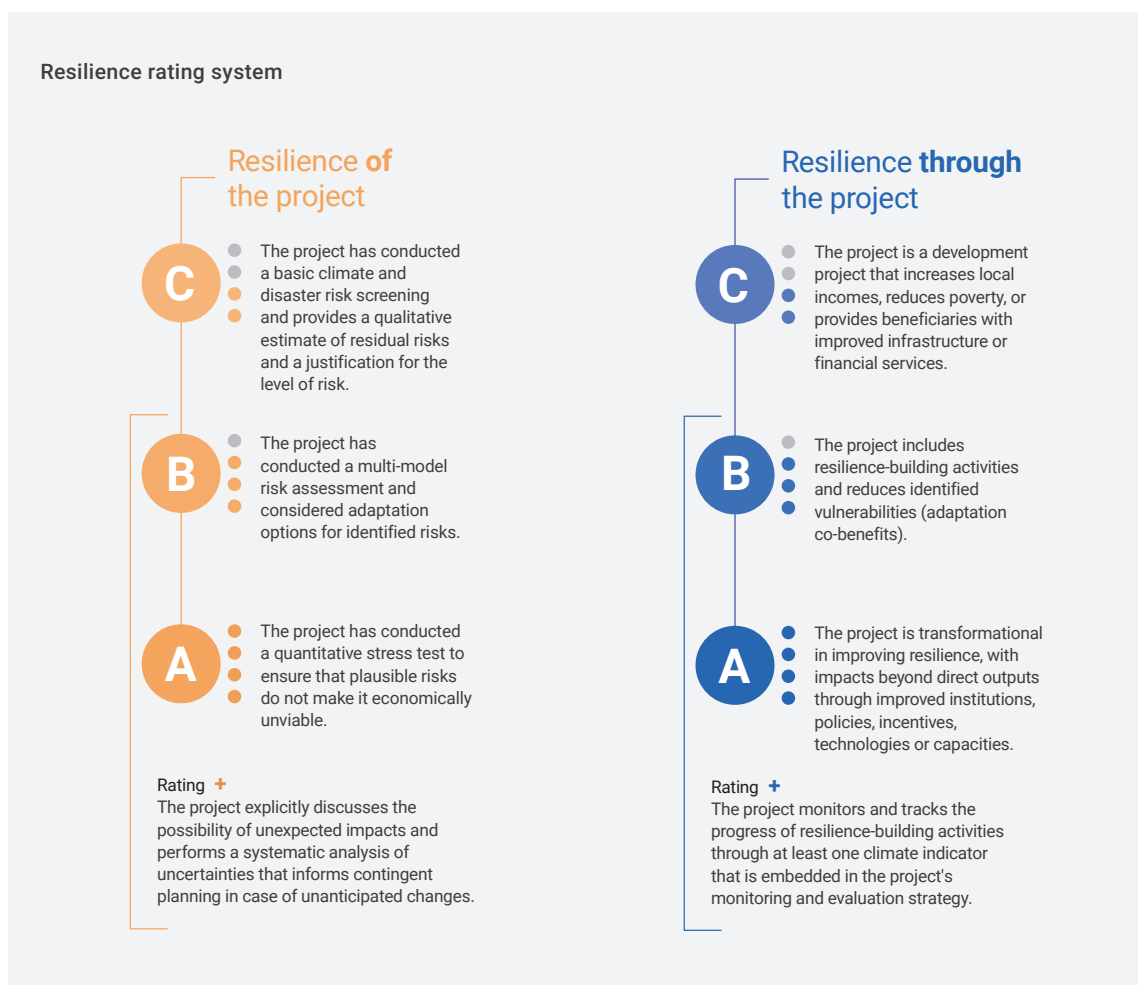 Resilience rating system
Resilience of
the project
C
The project has conducted
a basic climate and
disaster risk screening
and provides a qualitative
estimate of residual risks
and a justification for the
level of risk.
B
The project has
conducted a multi-model
risk assessment and
considered adaptation
options for identified risks.
A
The project has conducted
a quantitative stress test to
ensure that plausible risks
do not make it economically
unviable.
Rating +
The project explicitly discusses the
possibility of unexpected impacts and
performs a systematic analysis of
uncertainties that informs contingent
planning in case of unanticipated changes.
Resilience through
the project
C
The project is a development
project that increases local
incomes, reduces poverty, or
provides beneficiaries with
improved infrastructure or
financial services.
B
The project includes
resilience-building activities
and reduces identified
vulnerabilities (adaptation
co-benefits).
A
The project is transformational
in improving resilience, with
impacts beyond direct outputs
through improved institutions,
policies, incentives,
technologies or capacities.
Rating +
The project monitors and tracks the
progress of resilience-building activities
through at least one climate indicator
that is embedded in the project's
monitoring and evaluation strategy.